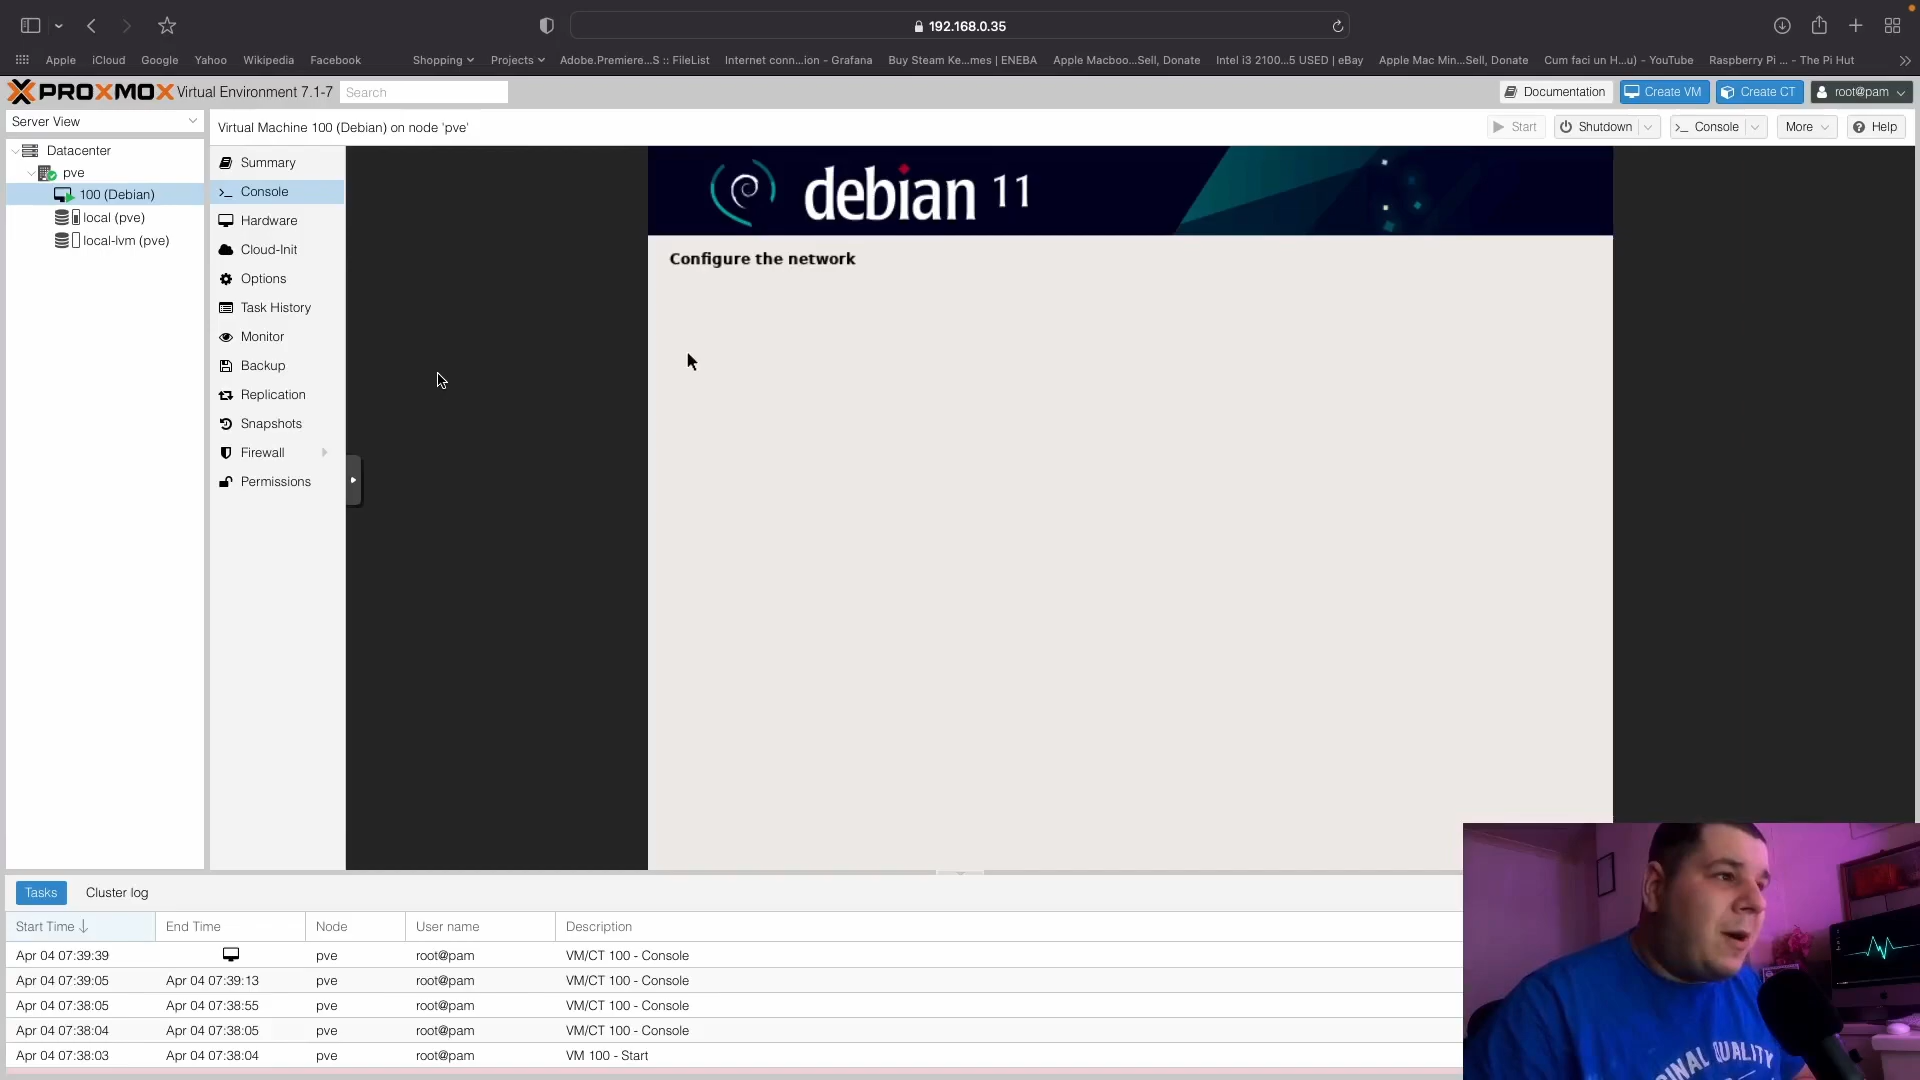 192.168.0.35
Apple iCloud Google Yahoo Wikipedia Facebook Shopping Projects Adobe.Premiere...S :: FileList Internet conn...ion - Grafana Buy Steam Ke...mes | ENEBA Apple Macboo...Sell, Donate Intel i3 2100...5 USED | eBay Apple Mac Min...Sell, Donate Cum faci un H...u) - YouTube Raspberry Pi ... - The Pi Hut
PROXMOX Virtual Environment 7.1-7 Search Documentation Create VM Create CT root@pam
Server View
Virtual Machine 100 (Debian) on node 'pve' Start Shutdown Console More Help
Datacenter
pve
100 (Debian)
local (pve)
local-lvm (pve)
Summary
Console
Hardware
Cloud-Init
Options
Task History
Monitor
Backup
Replication
Snapshots
Firewall
Permissions
debian 11
Configure the network
Tasks Cluster log
Start Time End Time Node User name Description
Apr 04 07:39:39 pve root@pam VM/CT 100 - Console
Apr 04 07:39:05 Apr 04 07:39:13 pve root@pam VM/CT 100 - Console
Apr 04 07:38:05 Apr 04 07:38:55 pve root@pam VM/CT 100 - Console
Apr 04 07:38:04 Apr 04 07:38:05 pve root@pam VM/CT 100 - Console
Apr 04 07:38:03 Apr 04 07:38:04 pve root@pam VM 100 - Start
QUALITY